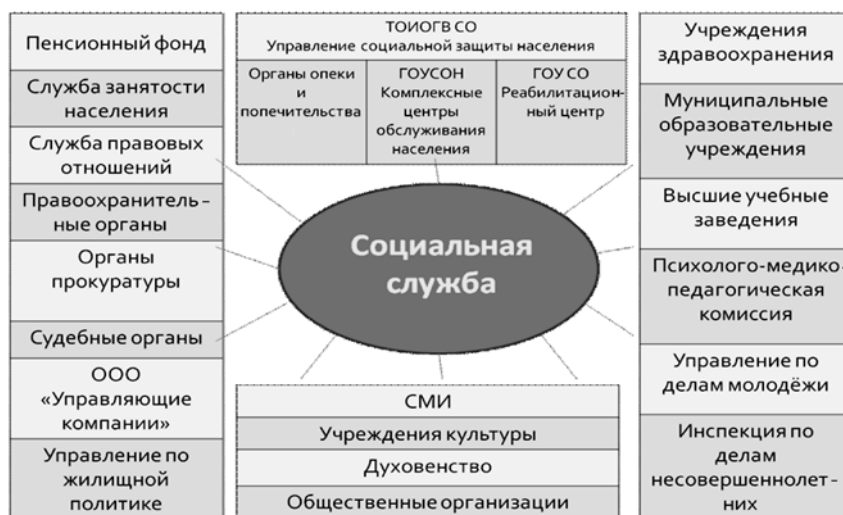 Пенсионный фонд
Служба занятости
населения
Служба правовых
отношений
Правоохранитель -
ные органы
Органы
прокуратуры
Судебные органы
ООО
«Управляющие
компании»
Управление по
жилищной
политике
ТОИОГВ СО
Управление социальной защиты населения
Органы опеки
и
попечительства
ГОУСОН
Комплексные
центры
обслуживания
населения
ГОУ СО
Реабилитацион-
ный центр
Социальная
служба
СМИ
Учреждения культуры
Духовенство
Общественные организации
Учреждения
здравоохранения
Муниципальные
образовательные
учреждения
Высшие учебные
заведения
Психолого-медико-
педагогическая
комиссия
Управление по
делам молодёжи
Инспекция по
делам
несовершеннолет-
них